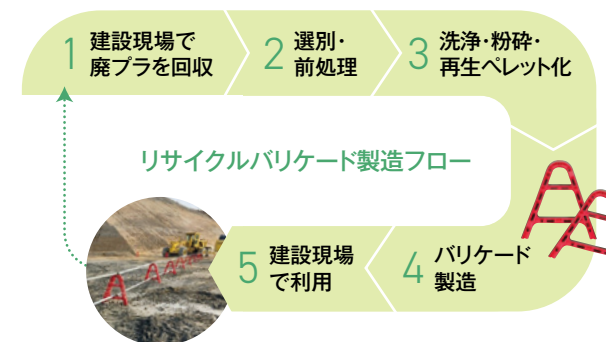 1 建設現場で
廃プラを回収
2 選別・
前処理
3 洗浄・粉砕・
再生ペレット化
リサイクルバリケード製造フロー
4 バリケード
製造
5 建設現場
で利用